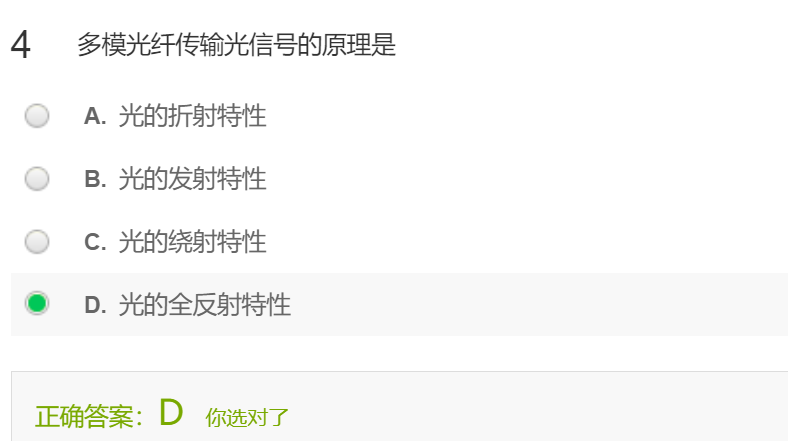 4 多模光纤传输光信号的原理是
A. 光的折射特性
B. 光的发射特性
C. 光的绕射特性
D. 光的全反射特性
正确答案：D 你选对了